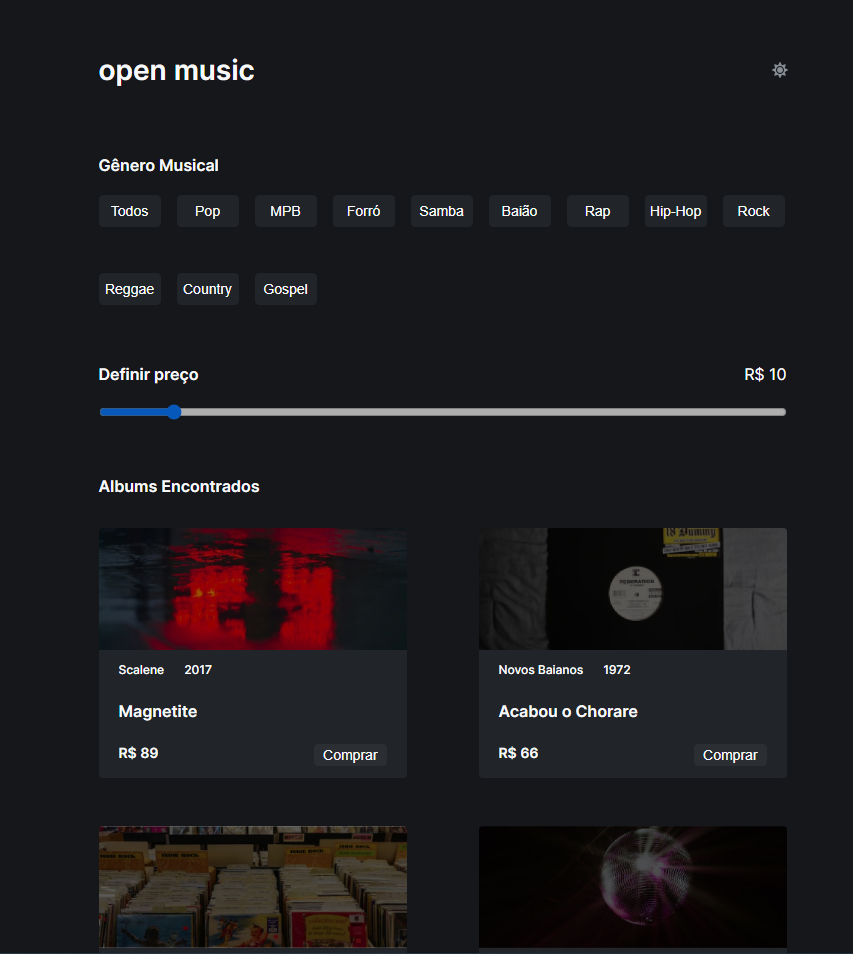 open music
Gênero Musical
Todos Pop MPB Forró Samba Baião Rap Hip-Hop Rock
Reggae Country Gospel
Definir preço R$ 10
Albums Encontrados
FEDERATION
Scalene 2017 Novos Baianos 1972
Magnetite Acabou o Chorare
R$ 89 Comprar R$ 66 Comprar